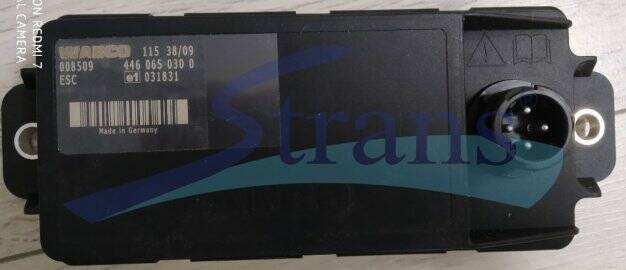 ON REDMI 7
AL CAMERA
WABCO 115 38/09
008509 446 065 030 0
ESC e1 031831
Made in Germany
Strans®